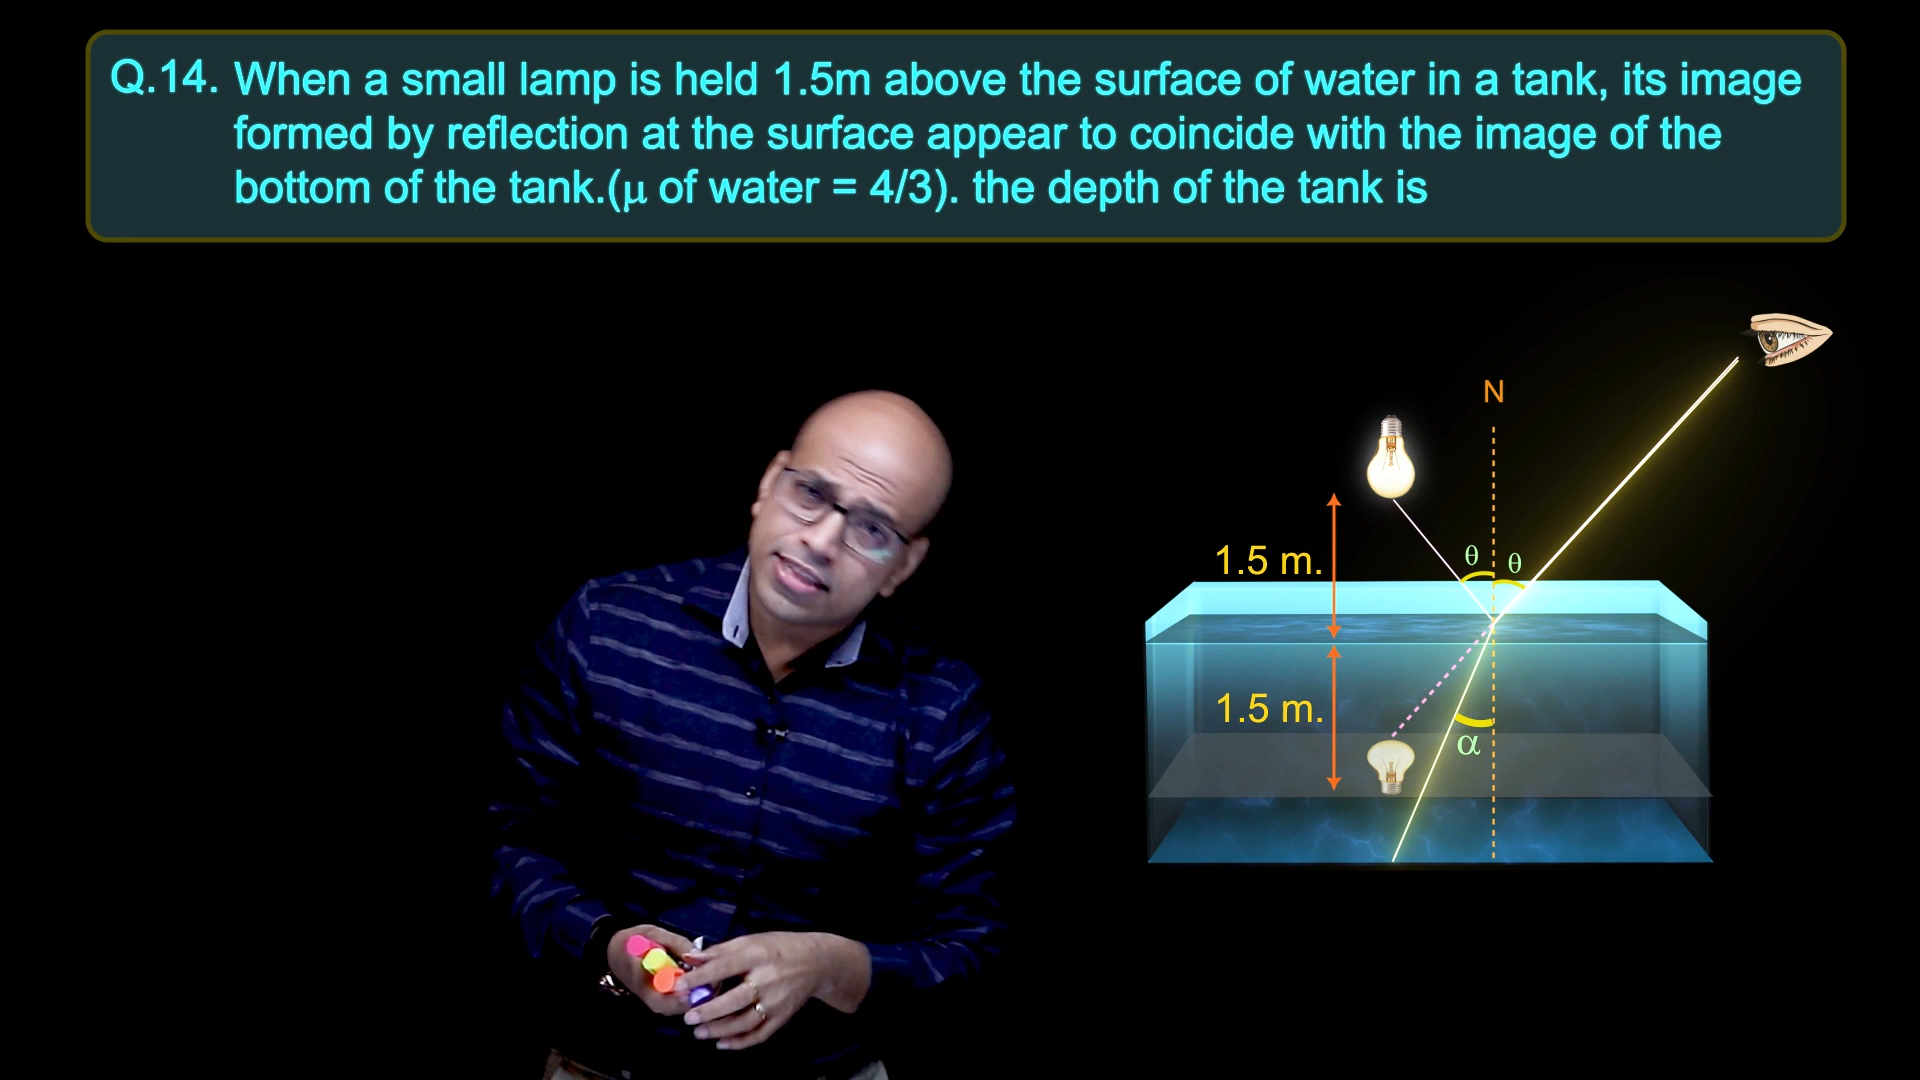 Q.14. When a small lamp is held 1.5m above the surface of water in a tank, its image
formed by reflection at the surface appear to coincide with the image of the
bottom of the tank.(μ of water = 4/3). the depth of the tank is
N
θ
θ
1.5 m.
1.5 m.
α